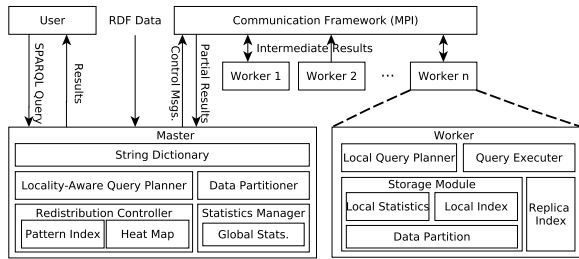 User
RDF Data
Communication Framework (MPI)
SPARQL Query
Results
Control Msgs.
Partial Results
Intermediate Results
Worker 1
Worker 2
...
Worker n
Master
String Dictionary
Locality-Aware Query Planner
Data Partitioner
Redistribution Controller
Pattern Index
Heat Map
Statistics Manager
Global Stats.
Worker
Local Query Planner
Query Executer
Storage Module
Local Statistics
Local Index
Data Partition
Replica
Index